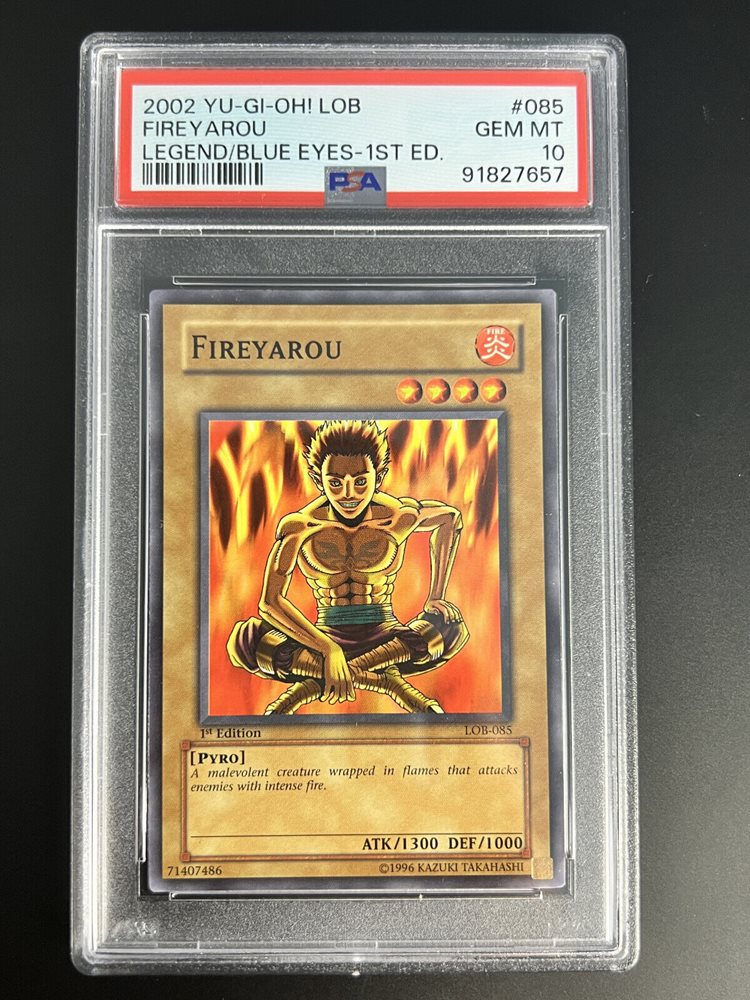 2002 YU-GI-OH! LOB #085
FIREYAROU GEM MT
LEGEND/BLUE EYES-1ST ED. 10
PSA 91827657
FIREYAROU
FIRE
炎
1st Edition LOB-085
[PYRO]
A malevolent creature wrapped in flames that attacks
enemies with intense fire.
ATK/1300 DEF/1000
71407486 ©1996 KAZUKI TAKAHASHI